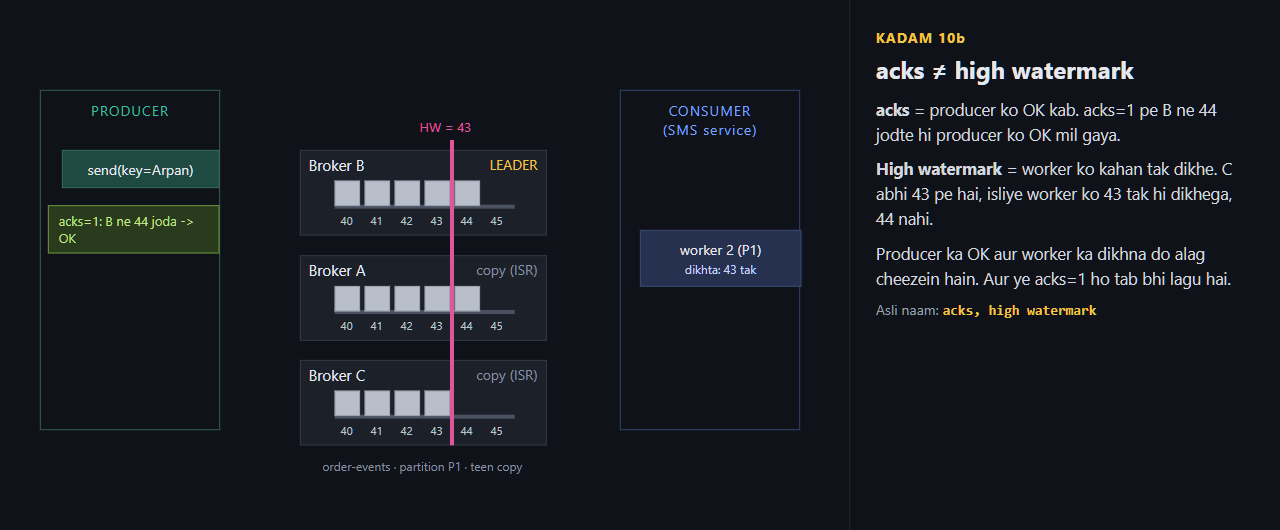 PRODUCER
send(key=Arpan)
acks=1: B ne 44 joda ->
OK
HW = 43
Broker B
LEADER
40 41 42 43 44 45
Broker A
copy (ISR)
40 41 42 43 44 45
Broker C
copy (ISR)
40 41 42 43 44 45
order-events · partition P1 · teen copy
CONSUMER
(SMS service)
worker 2 (P1)
dikhta: 43 tak
KADAM 10b
acks ≠ high watermark
acks = producer ko OK kab. acks=1 pe B ne 44
jodte hi producer ko OK mil gaya.
High watermark = worker ko kahan tak dikhe. C
abhi 43 pe hai, isliye worker ko 43 tak hi dikhega,
44 nahi.
Producer ka OK aur worker ka dikhna do alag
cheezein hain. Aur ye acks=1 ho tab bhi lagu hai.
Asli naam: acks, high watermark